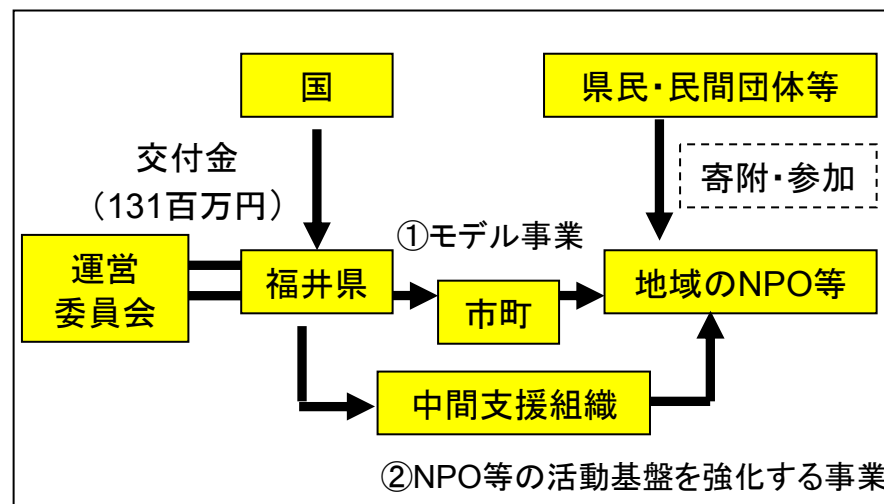 国
県民・民間団体等
交付金
（131百万円）
寄附・参加
①モデル事業
運営
委員会
福井県
市町
地域のNPO等
中間支援組織
②NPO等の活動基盤を強化する事業